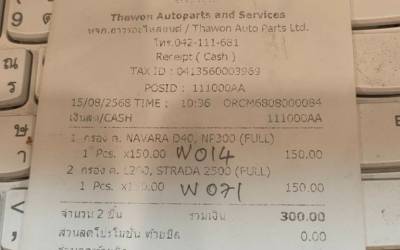 Thawon Autoparts and Services
หจก.ถาวรอะไหล่ยนต์ / Thawon Auto Parts Ltd.
โทร.042-111-681
Receipt ( Cash )
TAX ID : 0413560003969
POSID : 111000AA
15/08/2568 TIME : 10:36 ORCM6808000084
เงินสด/CASH 111000AA
1 กรอง ค. NAVARA D40, NP300 (FULL)
1 Pcs. x150.00 W014 150.00
2 กรอง ค. L200, STRADA 2500 (FULL)
1 Pcs. x150.00 W071 150.00
จำนวน 2 ชิ้น รวมเงิน 300.00
ส่วนลดโปรโมชั่น ท้ายบิล 0.00